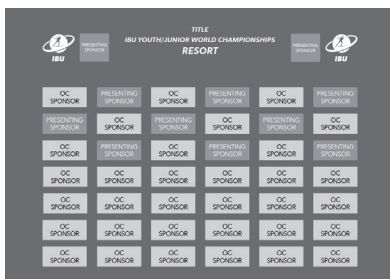 TITLE
IBU YOUTH/JUNIOR WORLD CHAMPIONSHIPS
RESORT
PRESENTING
SPONSOR
IBU
PRESENTING
SPONSOR
IBU
OC PRESENTING OC PRESENTING OC PRESENTING
SPONSOR SPONSOR SPONSOR SPONSOR SPONSOR SPONSOR
PRESENTING OC PRESENTING OC PRESENTING OC
SPONSOR SPONSOR SPONSOR SPONSOR SPONSOR SPONSOR
OC PRESENTING OC PRESENTING OC PRESENTING
SPONSOR SPONSOR SPONSOR SPONSOR SPONSOR SPONSOR
OC OC OC OC OC OC
SPONSOR SPONSOR SPONSOR SPONSOR SPONSOR SPONSOR
OC OC OC OC OC OC
SPONSOR SPONSOR SPONSOR SPONSOR SPONSOR SPONSOR
OC OC OC OC OC OC
SPONSOR SPONSOR SPONSOR SPONSOR SPONSOR SPONSOR
OC OC OC OC OC OC
SPONSOR SPONSOR SPONSOR SPONSOR SPONSOR SPONSOR